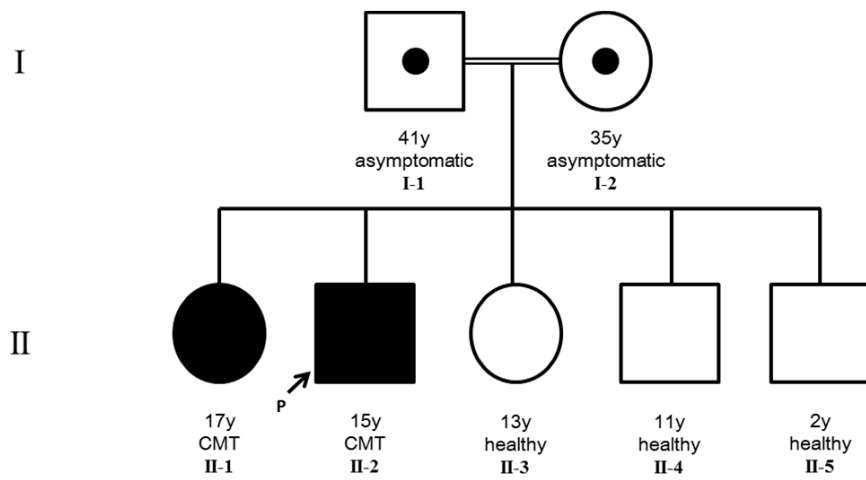 I
41y
asymptomatic
I-1
35y
asymptomatic
I-2
II
P
17y
CMT
II-1
15y
CMT
II-2
13y
healthy
II-3
11y
healthy
II-4
2y
healthy
II-5